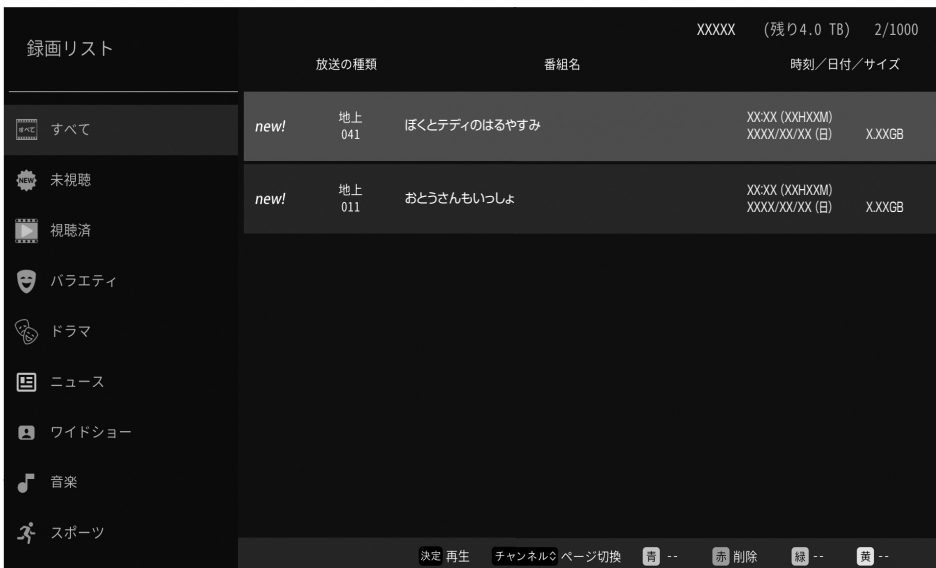 録画リスト
XXXXX (残り4.0 TB) 2/1000
放送の種類 番組名 時刻／日付／サイズ
すべて すべて
未視聴
NEW
視聴済
バラエティ
ドラマ
ニュース
ワイドショー
音楽
スポーツ
new! 地上 041 ぼくとテディのはるやすみ XX:XX (XXHXXM)
XXXX/XX/XX (日) X.XXGB
new! 地上 011 おとうさんもいっしょ XX:XX (XXHXXM)
XXXX/XX/XX (日) X.XXGB
決定 再生 チャンネル ページ切換 青 -- 赤 削除 緑 -- 黄 --